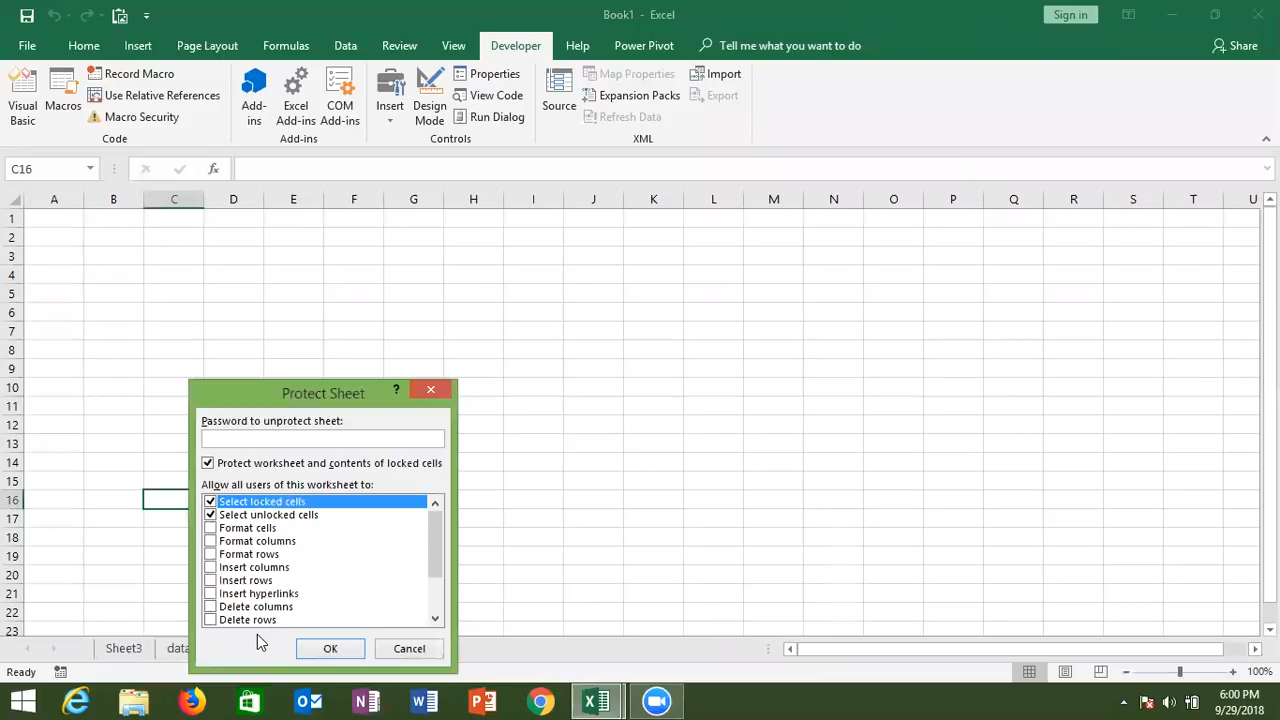 Book1 - Excel
Sign in
File Home Insert Page Layout Formulas Data Review View Developer Help Power Pivot Tell me what you want to do Share
Visual Basic
Macros
Record Macro
Use Relative References
Macro Security
Code
Add-ins
Excel Add-ins
COM Add-ins
Add-ins
Insert
Design Mode
Properties
View Code
Run Dialog
Controls
Source
Map Properties
Expansion Packs
Refresh Data
Import
Export
XML
C16
fx
A B C D E F G H I J K L M N O P Q R S T U
1
2
3
4
5
6
7
8
9
10
11
12
13
14
15
16
17
18
19
20
21
22
23
Protect Sheet
?
Password to unprotect sheet:
Protect worksheet and contents of locked cells
Allow all users of this worksheet to:
Select locked cells
Select unlocked cells
Format cells
Format columns
Format rows
Insert columns
Insert rows
Insert hyperlinks
Delete columns
Delete rows
OK Cancel
Sheet3 data
Ready
100%
6:00 PM
9/29/2018